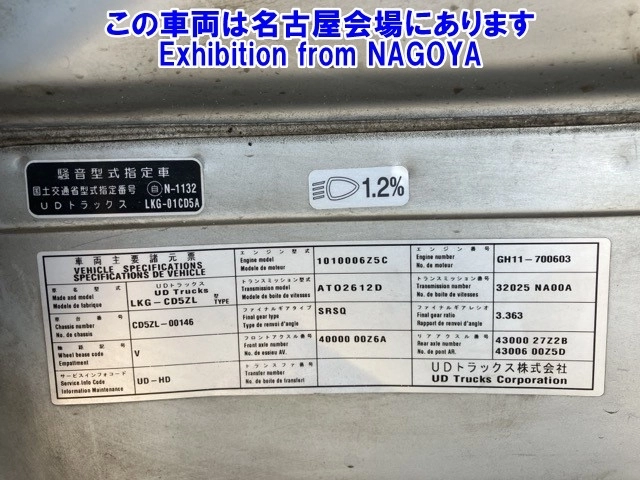 この車両は名古屋会場にあります
Exhibition from NAGOYA
騒音型式指定車
国土交通省型式指定番号 自 N-1132
UDトラックス LKG-01CD5A
1.2%
車両主要諸元票
VEHICLE SPECIFICATIONS
SPECIFICATIONS DE VEHICLE
車名型式
Made and model
Modele de fabrique
UDトラックス
UD Trucks
LKG-CD5ZL 型 TYPE
車台番号
Chassis number
No. de chassis
CD5ZL-00146
軸距記号
Wheel base code
Empattement
V
サービスインフォコード
Service Info Code
Information Maintenance
UD-HD
エンジン型式
Engine model
Modele de moteur
1010006Z5C
トランスミッション型式
Transmission model
Modele de boite de vitesses
ATO2612D
ファイナルギアタイプ
Final gear type
Type de renvoi d'angle
SRSQ
フロントアクスル番号
Front axle number
No. de essieu AV.
40000 00Z6A
トランスファ番号
Transfer number
No. de boite de transfert
エンジン番号
Engine number
No. de moteur
GH11-700603
トランスミッション番号
Transmission number
No. de boite de vitesses
32025 NA00A
ファイナルギアレシオ
Final gear ratio
Rapport de renvoi d'angle
3.363
リアアクスル番号
Rear axle number
No. de pont AR.
43000 27Z2B
43006 00Z5D
UDトラックス株式会社
UD Trucks Corporation